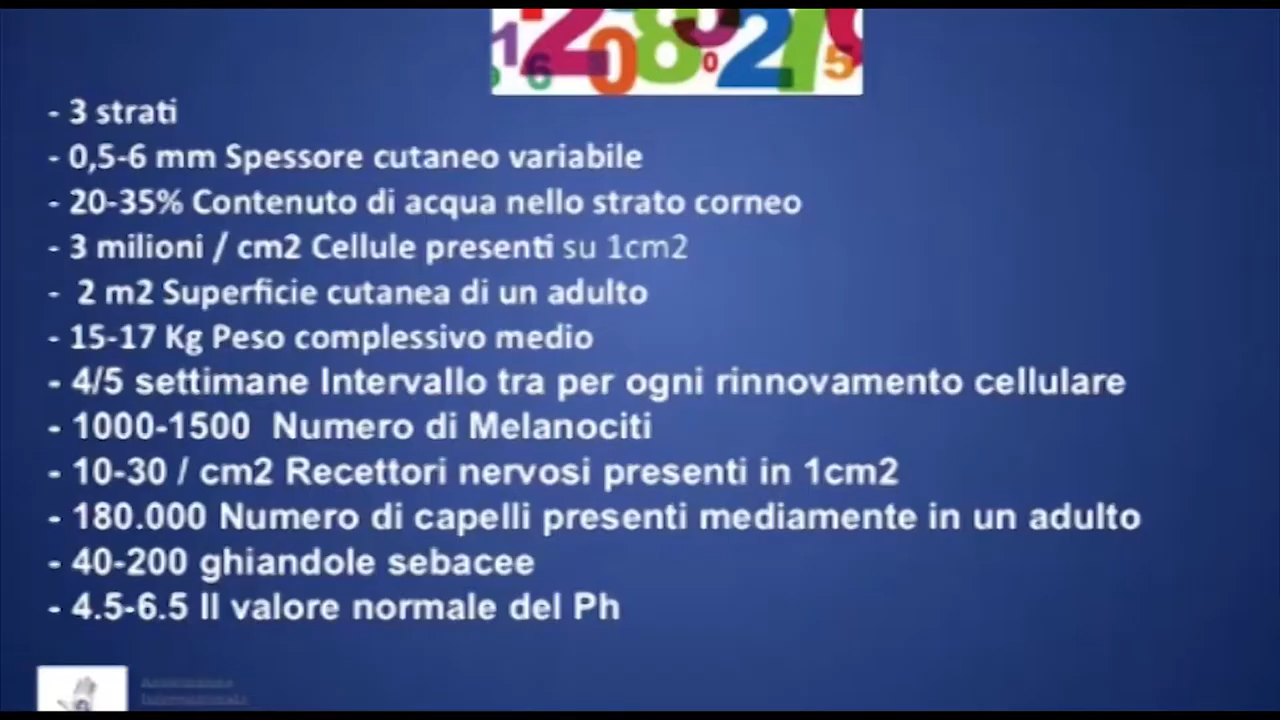 - 3 strati
- 0,5-6 mm Spessore cutaneo variabile
- 20-35% Contenuto di acqua nello strato corneo
- 3 milioni / cm2 Cellule presenti su 1cm2
- 2 m2 Superficie cutanea di un adulto
- 15-17 Kg Peso complessivo medio
- 4/5 settimane Intervallo tra per ogni rinnovamento cellulare
- 1000-1500 Numero di Melanociti
- 10-30 / cm2 Recettori nervosi presenti in 1cm2
- 180.000 Numero di capelli presenti mediamente in un adulto
- 40-200 ghiandole sebacee
- 4.5-6.5 Il valore normale del Ph